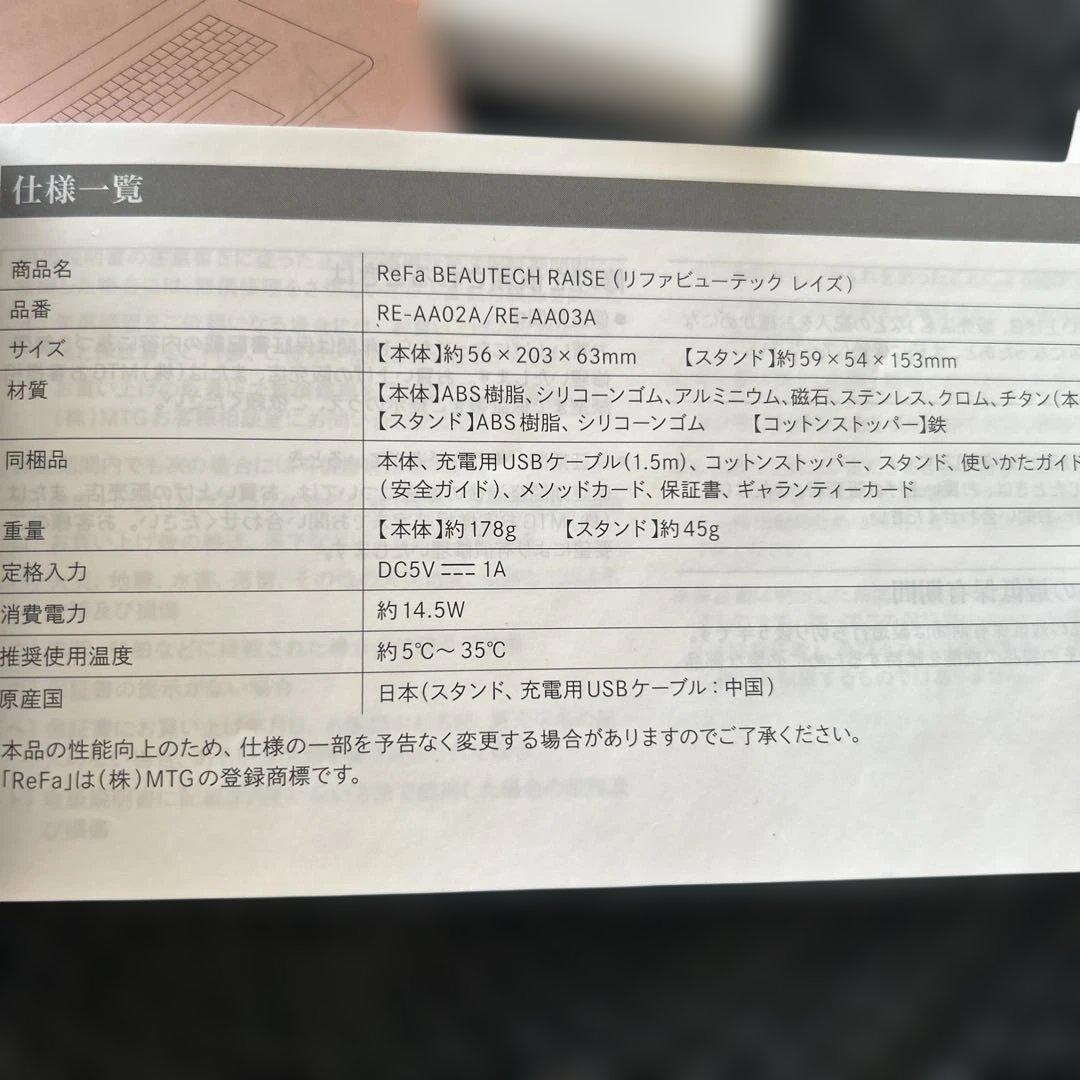 仕様一覧
商品名 ReFa BEAUTECH RAISE（リファビューテック レイズ）
品番 RE-AA02A/RE-AA03A
サイズ 【本体】約56×203×63mm 【スタンド】約59×54×153mm
材質 【本体】ABS樹脂、シリコーンゴム、アルミニウム、磁石、ステンレス、クロム、チタン（本
【スタンド】ABS樹脂、シリコーンゴム 【コットンストッパー】鉄
同梱品 本体、充電用USBケーブル（1.5m）、コットンストッパー、スタンド、使いかたガイド
（安全ガイド）、メソッドカード、保証書、ギャランティーカード
重量 【本体】約178g 【スタンド】約45g
定格入力 DC5V ⎓ 1A
消費電力 約14.5W
推奨使用温度 約5℃～35℃
原産国 日本（スタンド、充電用USBケーブル：中国）
本品の性能向上のため、仕様の一部を予告なく変更する場合がありますのでご了承ください。
「ReFa」は（株）MTGの登録商標です。